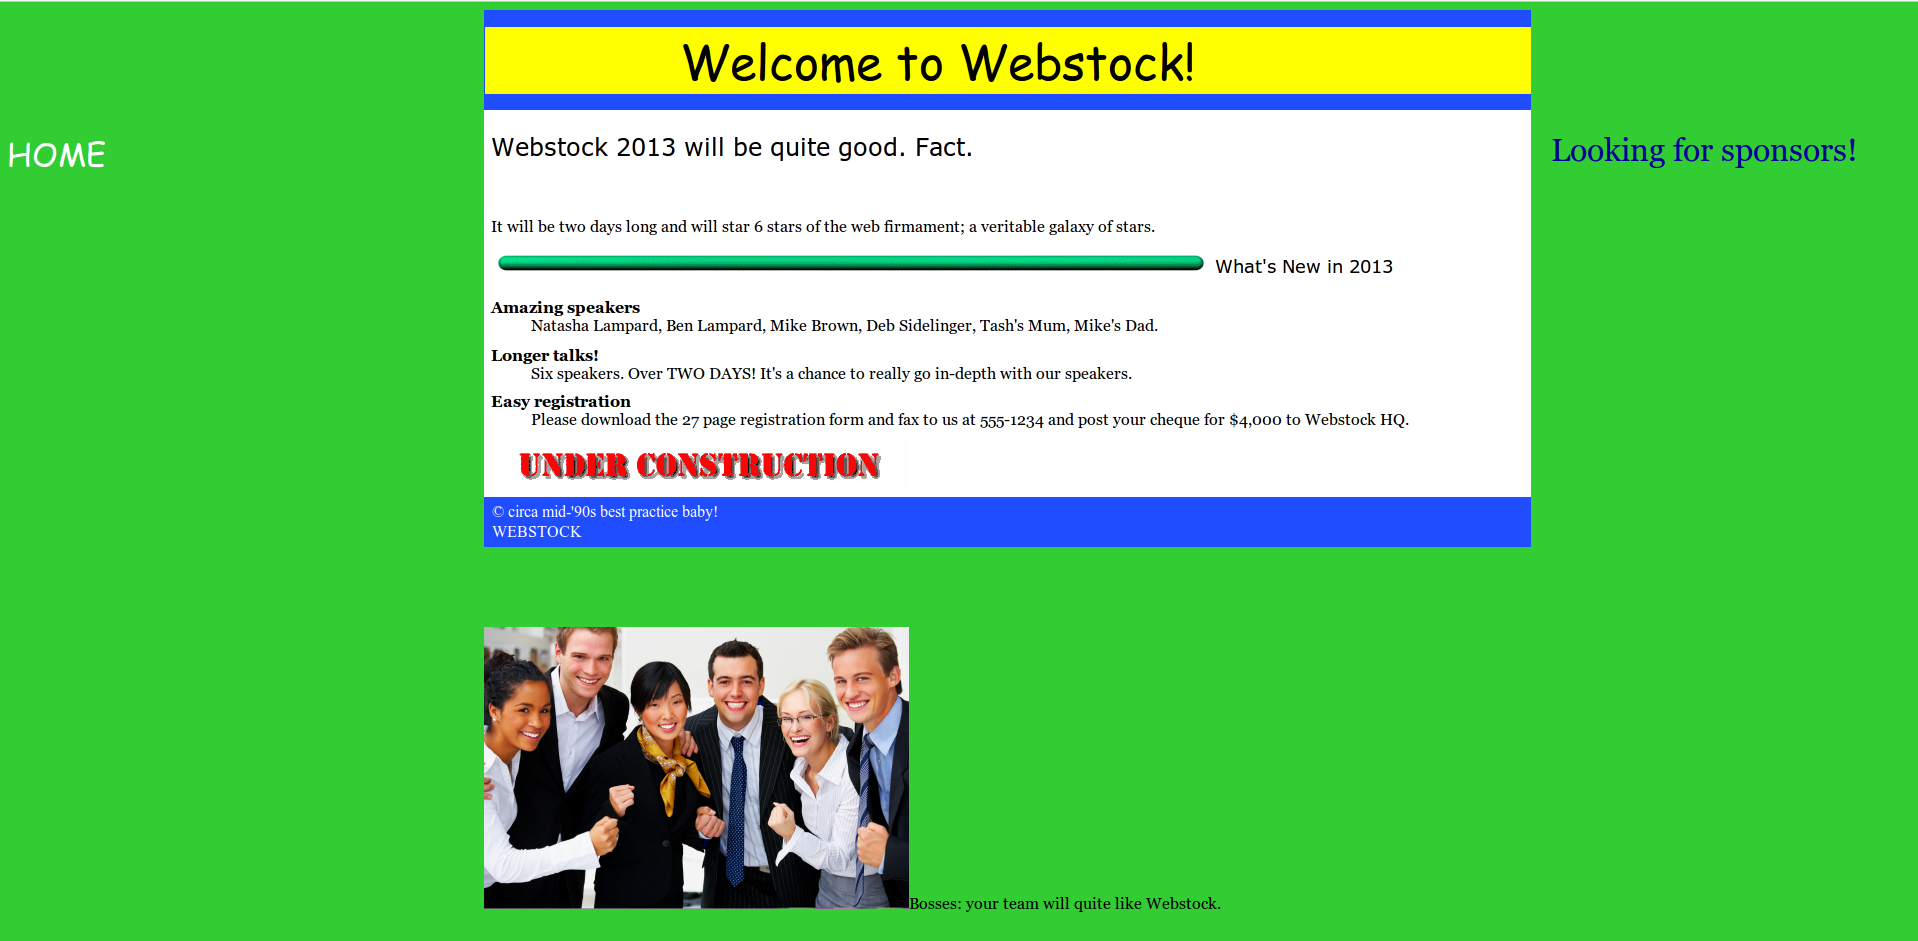 Welcome to Webstock!
HOME
Webstock 2013 will be quite good. Fact.
Looking for sponsors!
It will be two days long and will star 6 stars of the web firmament; a veritable galaxy of stars.
What's New in 2013
Amazing speakers
Natasha Lampard, Ben Lampard, Mike Brown, Deb Sidelinger, Tash's Mum, Mike's Dad.
Longer talks!
Six speakers. Over TWO DAYS! It's a chance to really go in-depth with our speakers.
Easy registration
Please download the 27 page registration form and fax to us at 555-1234 and post your cheque for $4,000 to Webstock HQ.
UNDER CONSTRUCTION
© circa mid-'90s best practice baby!
WEBSTOCK
Bosses: your team will quite like Webstock.